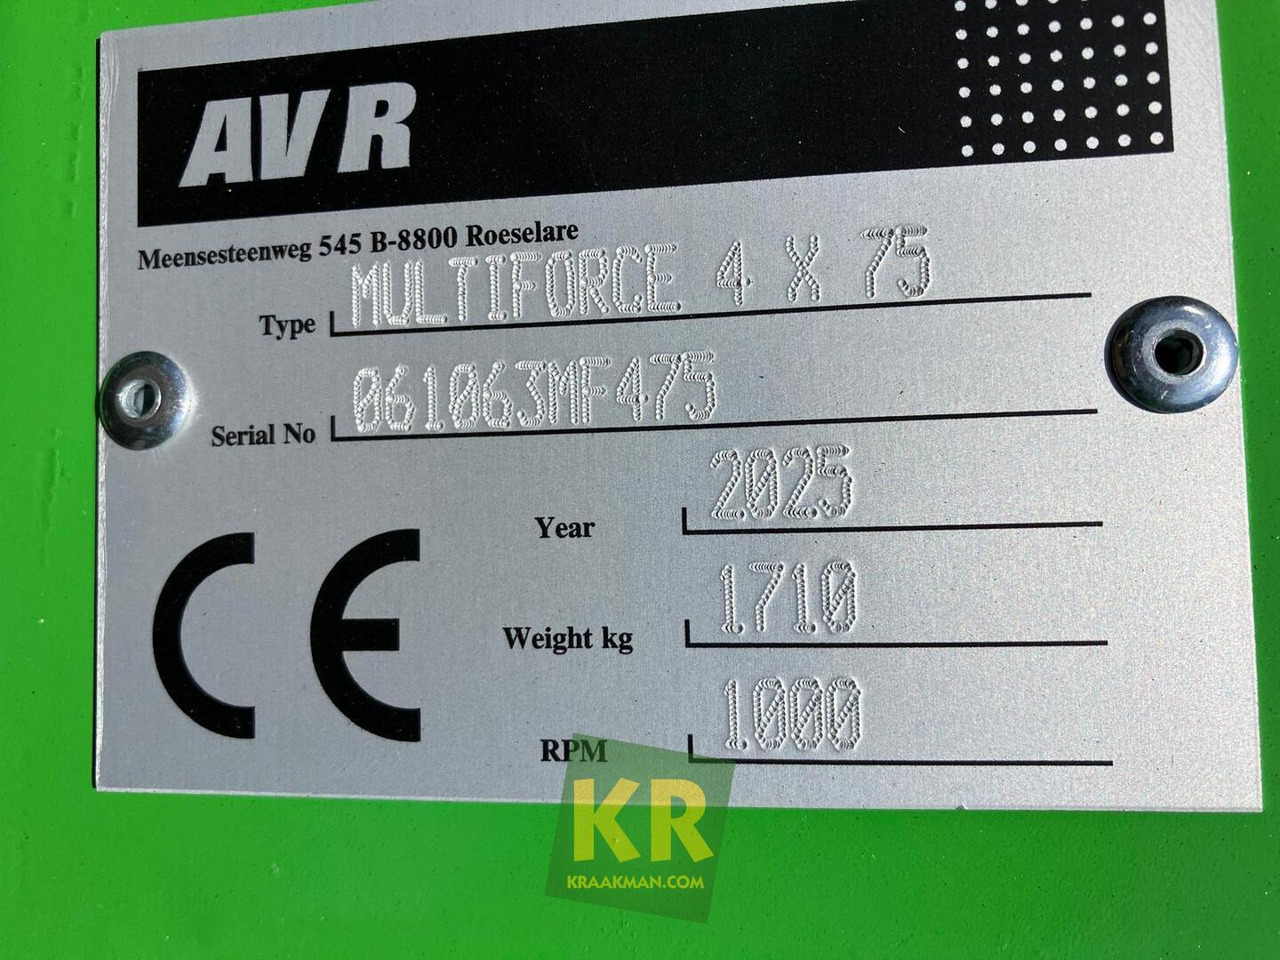 AVR
Meensesteenweg 545 B-8800 Roeselare
Type MULTIFORCE 4 X 75
Serial No 061063MF475
CE
Year 2025
Weight kg 1710
RPM 1000
KR
KRAAKMAN.COM